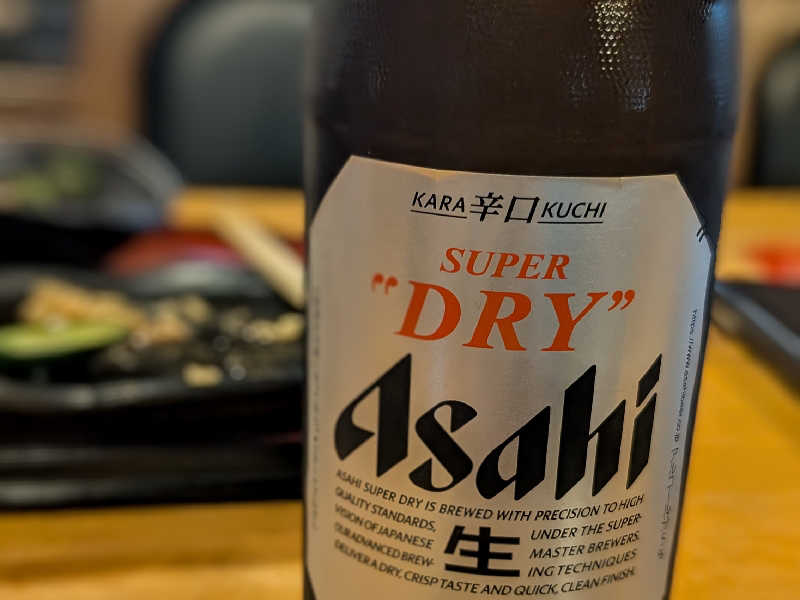 KARA 辛口 KUCHI
SUPER
"DRY"
Asahi
ASAHI SUPER DRY IS BREWED WITH PRECISION TO HIGH
QUALITY STANDARDS, UNDER THE SUPER-
VISION OF JAPANESE MASTER BREWERS.
OUR ADVANCED BREW- ING TECHNIQUES
DELIVER A DRY, CRISP TASTE AND QUICK, CLEAN FINISH.
生